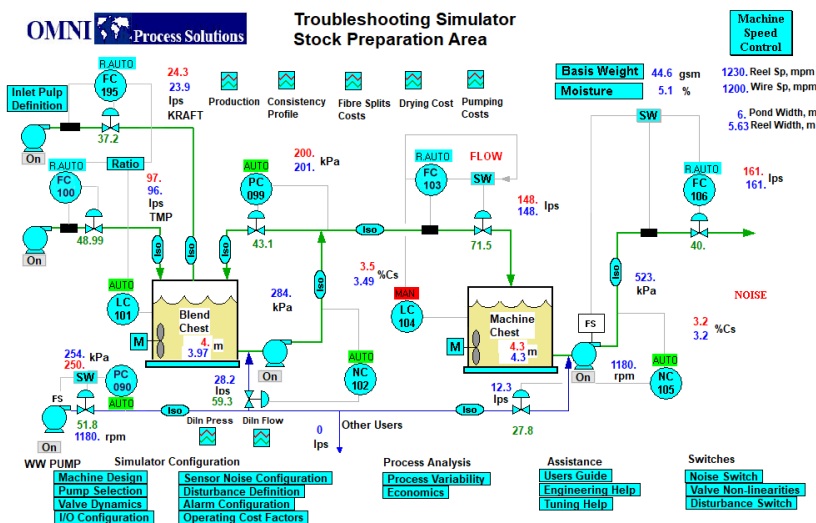 OMNI Process Solutions
Troubleshooting Simulator
Stock Preparation Area
Machine
Speed
Control
R.AUTO
FC
195
24.3
23.9
lps
KRAFT
Inlet Pulp
Definition
Production
Consistency
Profile
Fibre Splits
Costs
Drying Cost
Pumping
Costs
Basis Weight 44.6 gsm
Moisture 5.1 %
1230. Reel Sp, mpm
1200. Wire Sp, mpm
6. Pond Width, m
5.63 Reel Width, m
On
37.2
R.AUTO
FC
100
Ratio
97.
96.
lps
TMP
48.99
On
AUTO
PC
099
200.
201.
kPa
43.1
R.AUTO
FC
103
FLOW
SW
148.
148.
lps
71.5
SW
R.AUTO
FC
106
161.
161.
lps
40.
Iso
Iso
Iso
Iso
Iso
Iso
AUTO
LC
101
Blend
Chest
4. m
3.97
M
284.
kPa
3.5
3.49
%Cs
MAN
LC
104
Machine
Chest
4.3 m
4.3
M
FS
523.
kPa
NOISE
3.2
3.2
%Cs
On
AUTO
NC
102
On
1180.
rpm
AUTO
NC
105
254. kPa
250.
SW
PC
090
AUTO
FS
51.8
1180. rpm
On
WW PUMP
Iso
28.2
lps
59.3
Diln Press
Diln Flow
0
lps
Other Users
Iso
12.3
lps
27.8
Simulator Configuration
Machine Design
Pump Selection
Valve Dynamics
I/O Configuration
Sensor Noise Configuration
Disturbance Definition
Alarm Configuration
Operating Cost Factors
Process Analysis
Process Variability
Economics
Assistance
Users Guide
Engineering Help
Tuning Help
Switches
Noise Switch
Valve Non-linearities
Disturbance Switch